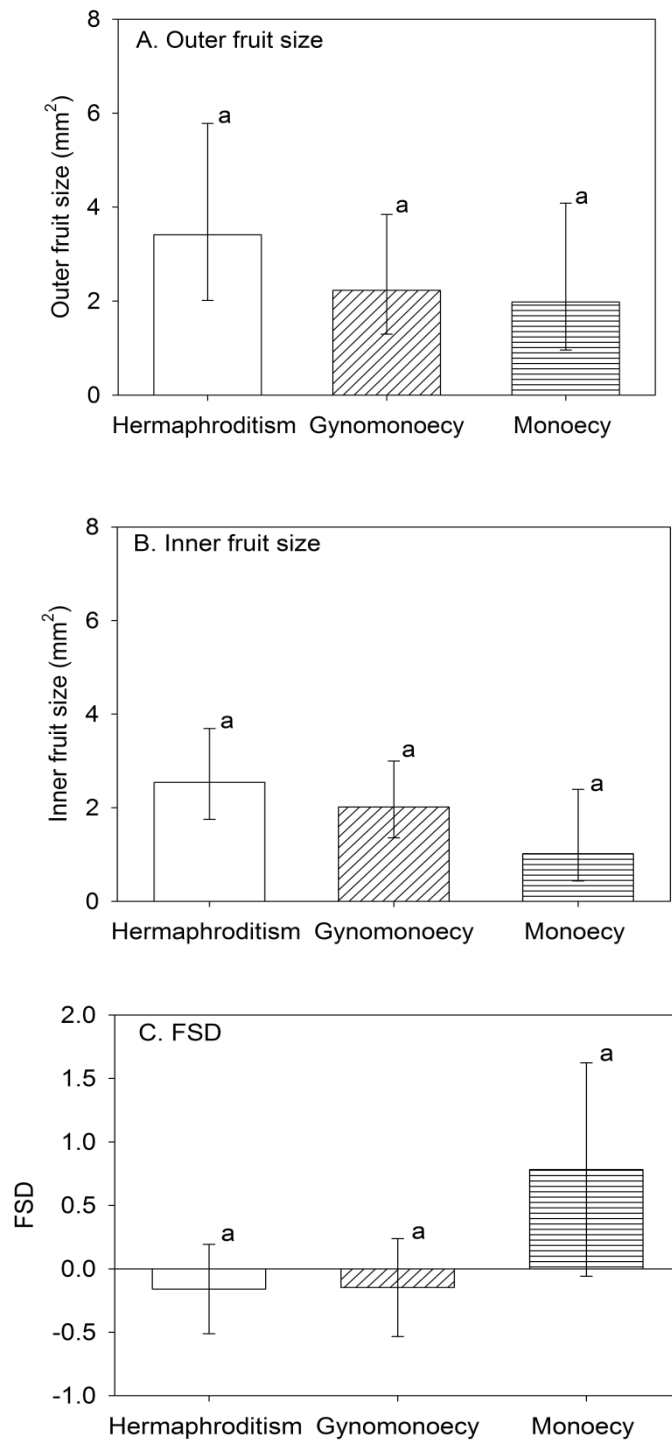 A. Outer fruit size
Outer fruit size (mm²)
8
6
4
2
0
a
a
a
Hermaphroditism Gynomonoecy Monoecy
B. Inner fruit size
Inner fruit size (mm²)
8
6
4
2
0
a
a
a
Hermaphroditism Gynomonoecy Monoecy
C. FSD
FSD
2.0
1.5
1.0
0.5
0.0
-0.5
-1.0
a
a
a
Hermaphroditism Gynomonoecy Monoecy